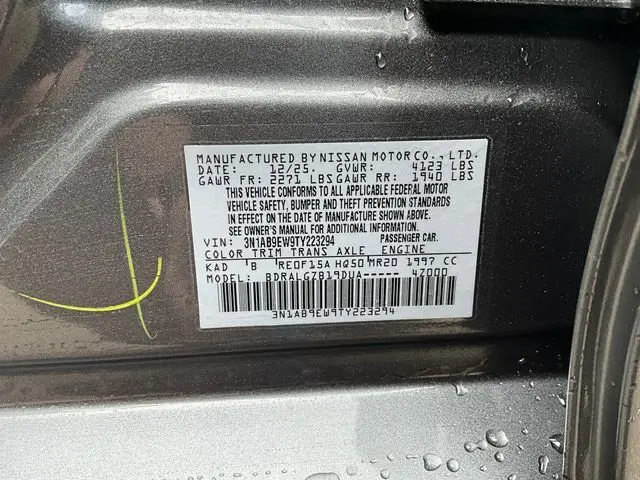 MANUFACTURED BY NISSAN MOTOR CO., LTD.
DATE: 12/25. GVWR: 4123 LBS
GAWR FR: 2271 LBS GAWR RR: 1940 LBS
THIS VEHICLE CONFORMS TO ALL APPLICABLE FEDERAL MOTOR
VEHICLE SAFETY, BUMPER AND THEFT PREVENTION STANDARDS
IN EFFECT ON THE DATE OF MANUFACTURE SHOWN ABOVE.
SEE OWNER'S MANUAL FOR ADDITIONAL INFORMATION.
VIN: 3N1AB9EW9TY223294 PASSENGER CAR.
COLOR TRIM TRANS AXLE ENGINE
KAD B RE0F15A HQ50 MR20 1997 CC
MODEL: BDRALGZB19DUA----- 4Z000
3N1AB9EW9TY223294